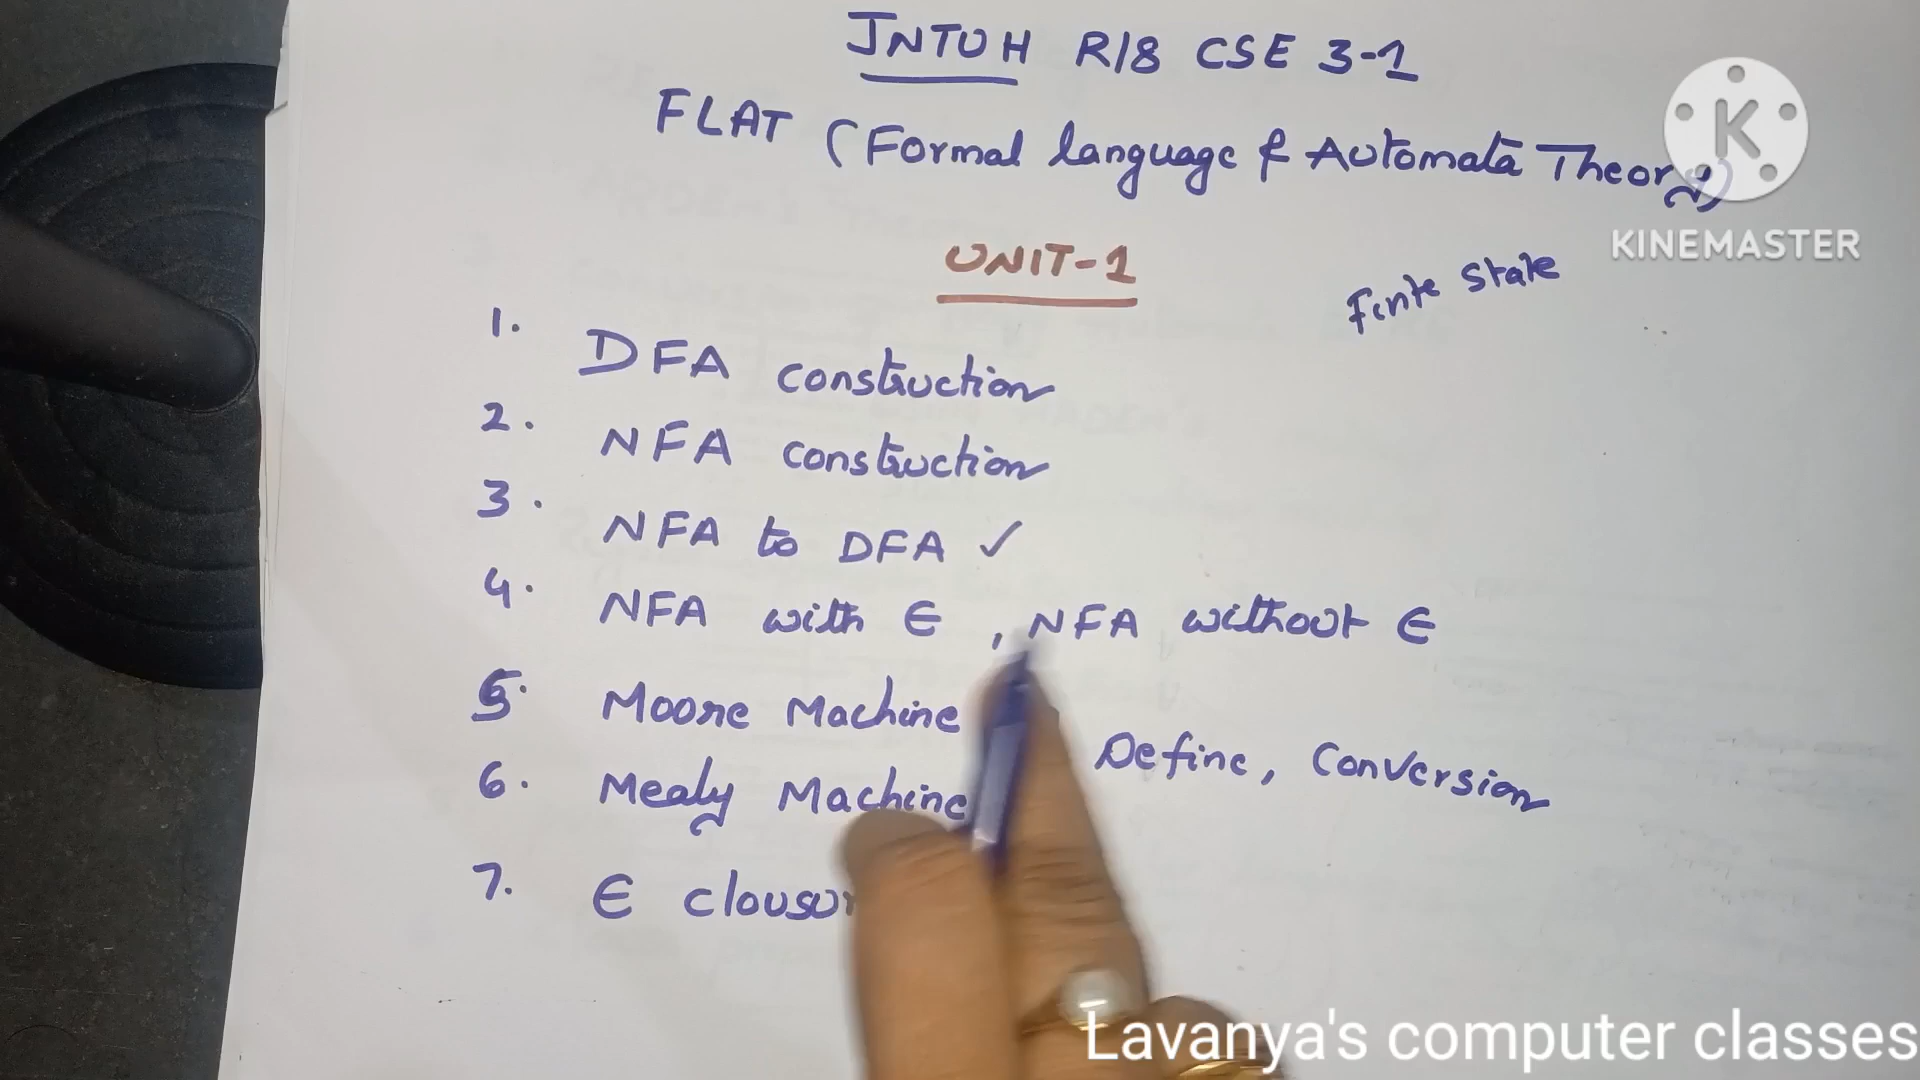 JNTUH R18 CSE 3-1
FLAT (Formal language & Automata Theory)
K
KINEMASTER
UNIT-1
Finite State
1. DFA construction
2. NFA construction
3. NFA to DFA ✓
4. NFA with ∈, NFA without ∈
5. Moore Machine
Define, Conversion
6. Mealy Machine
7. ∈ clousur
Lavanya's computer classes